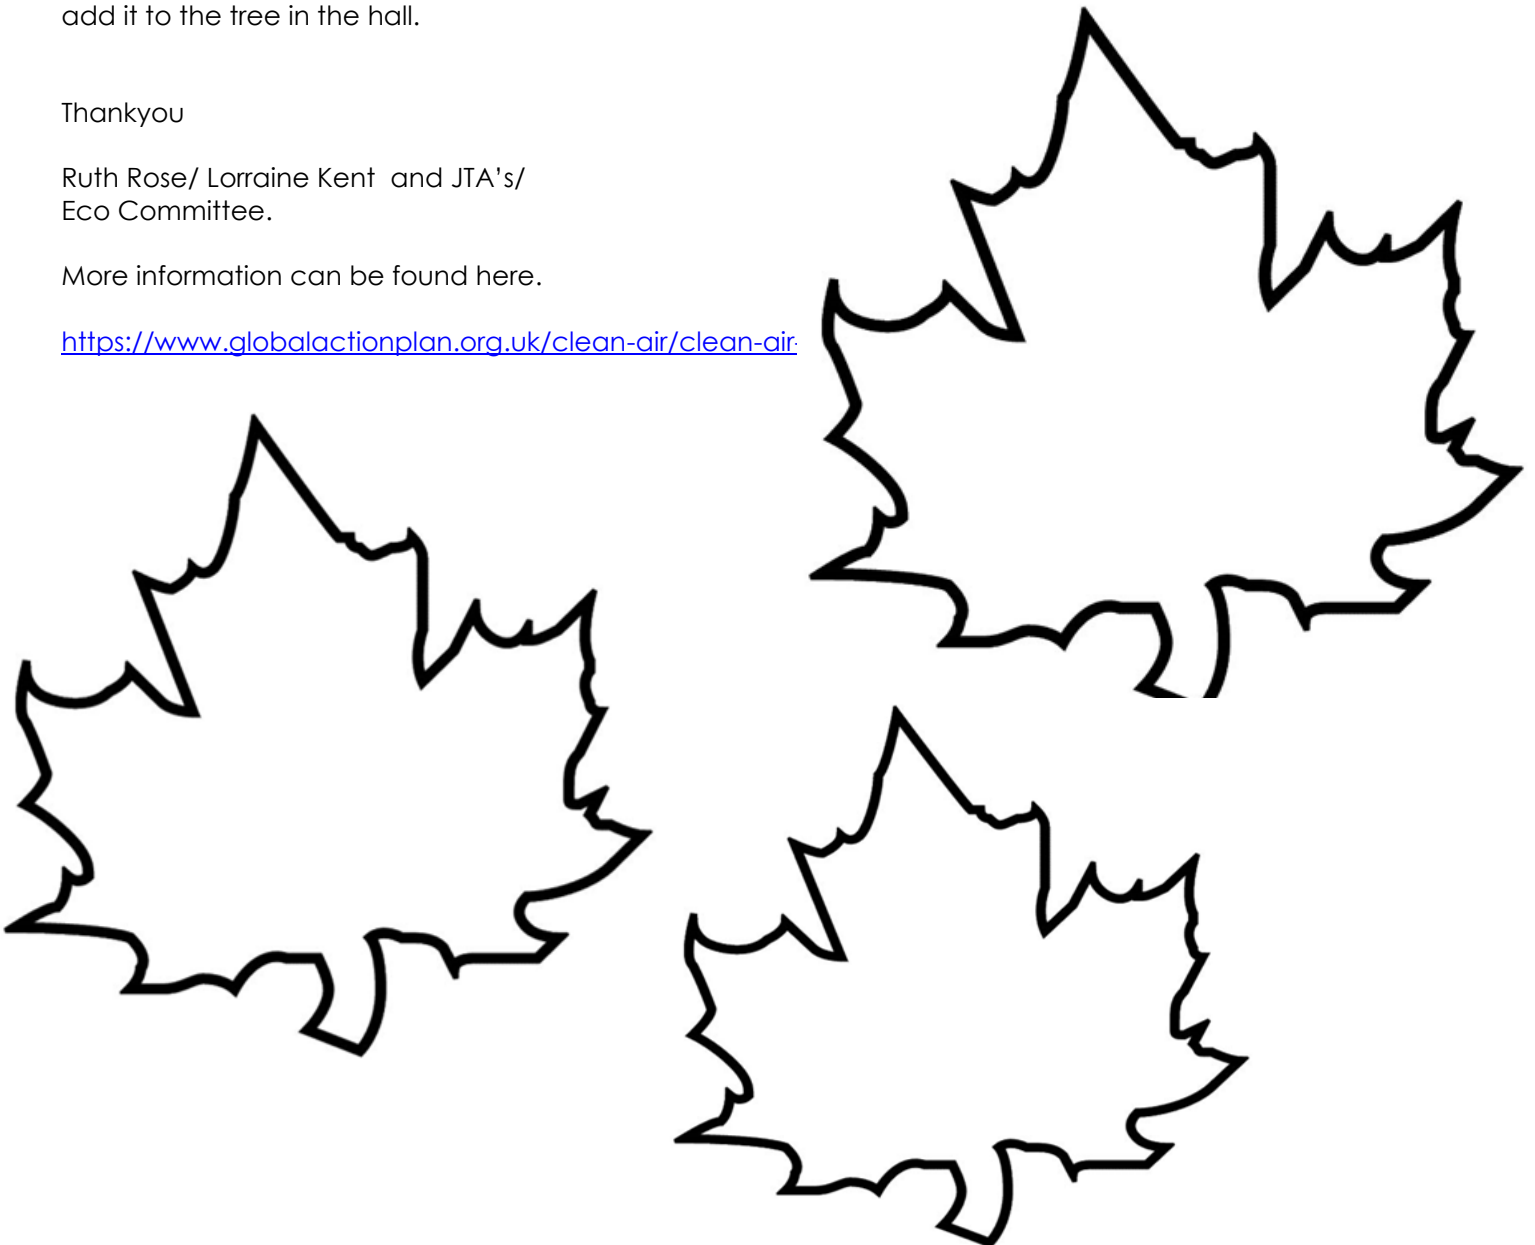 add it to the tree in the hall.
Thankyou
Ruth Rose/ Lorraine Kent  and JTA’s/
Eco Committee.
More information can be found here.
https://www.globalactionplan.org.uk/clean-air/clean-air-